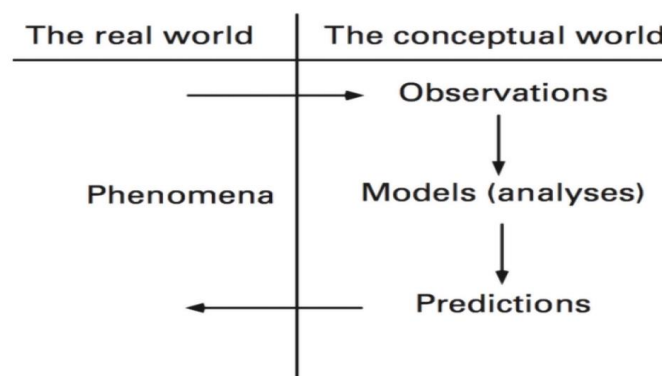 The real world
The conceptual world
Observations
Phenomena
Models (analyses)
Predictions